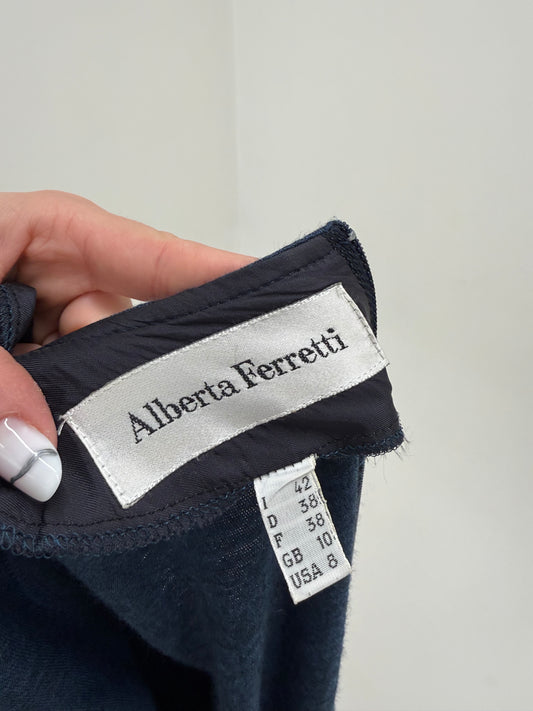 Alberta Ferretti
I 42
D 38
F 38
GB 10
USA 8